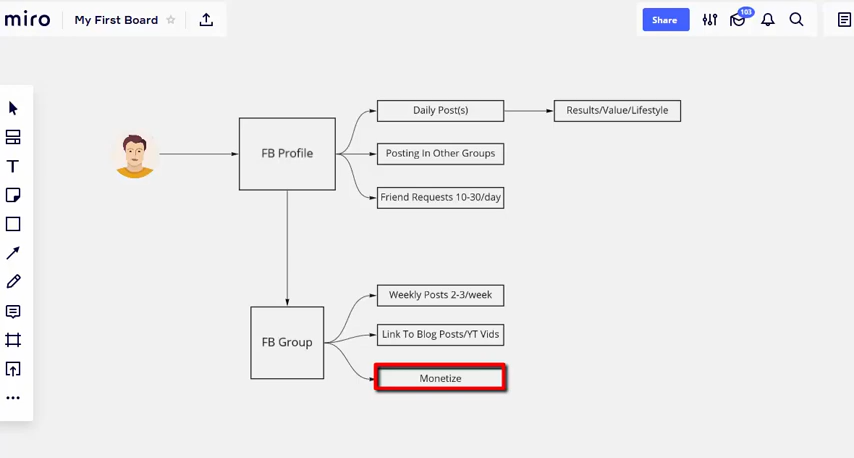 miro
My First Board
Share
103
Daily Post(s)
Results/Value/Lifestyle
FB Profile
Posting In Other Groups
Friend Requests 10-30/day
Weekly Posts 2-3/week
FB Group
Link To Blog Posts/YT Vids
Monetize